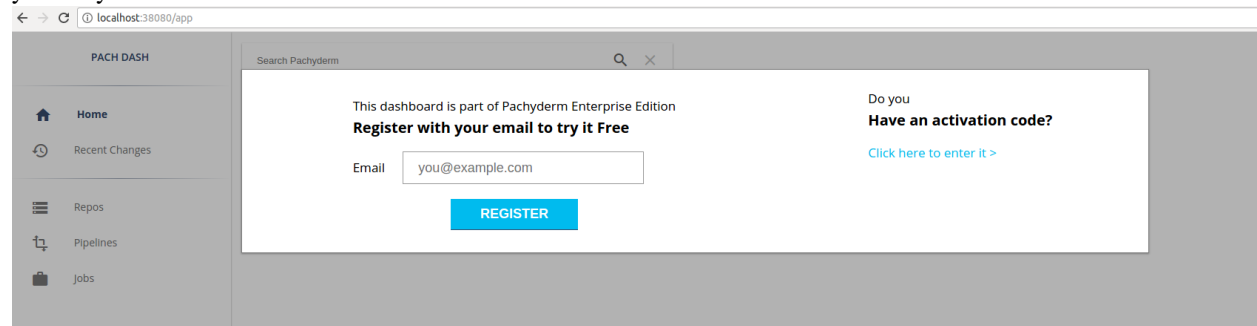 localhost:38080/app
PACH DASH
Search Pachyderm
Home
Recent Changes
Repos
Pipelines
Jobs
This dashboard is part of Pachyderm Enterprise Edition
Register with your email to try it Free
Email
you@example.com
REGISTER
Do you
Have an activation code?
Click here to enter it >